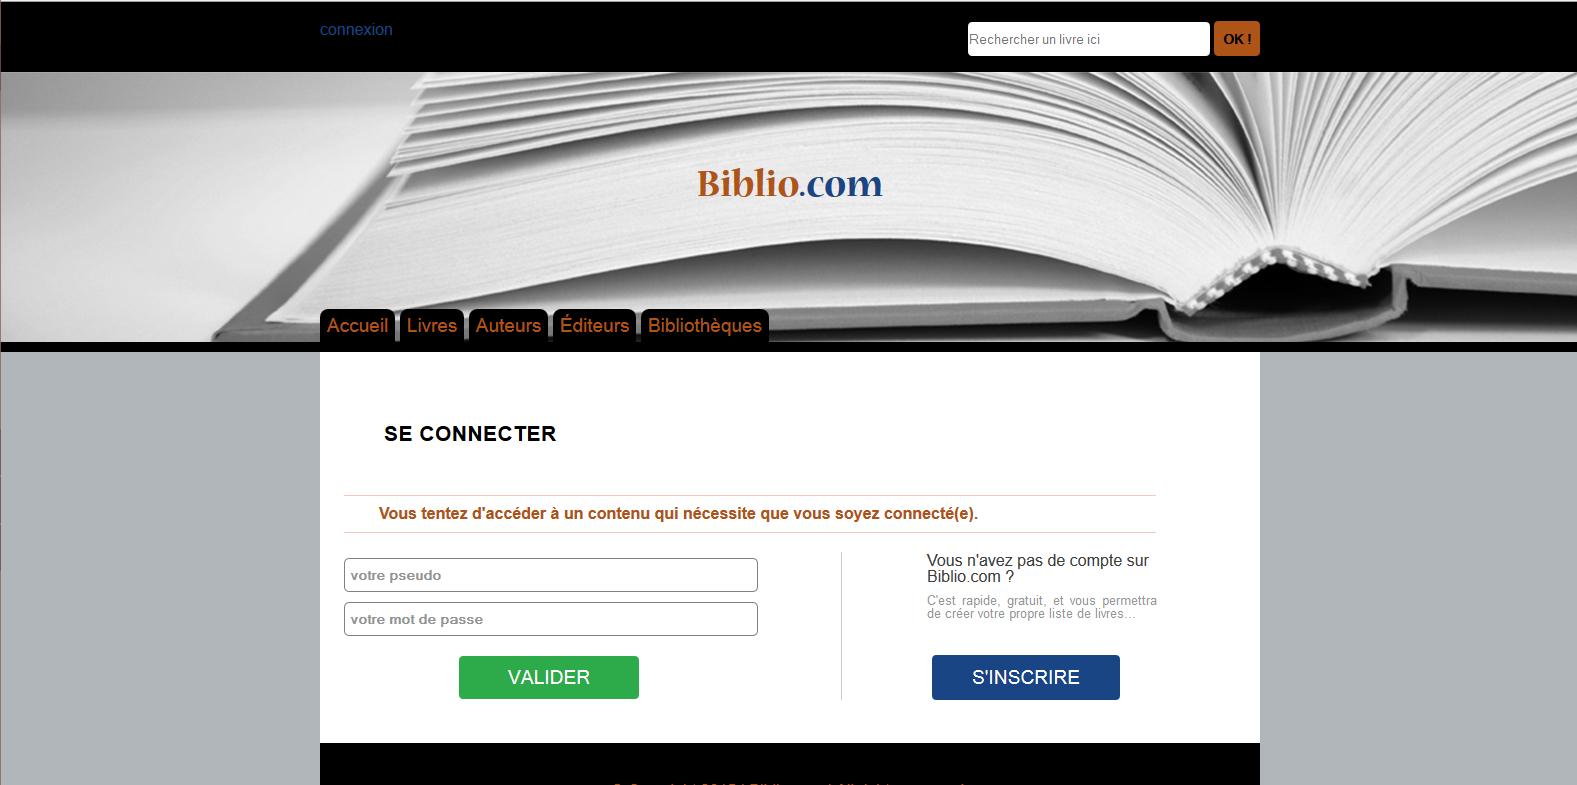 connexion
Rechercher un livre ici
OK !
Biblio.com
Accueil
Livres
Auteurs
Éditeurs
Bibliothèques
SE CONNECTER
Vous tentez d'accéder à un contenu qui nécessite que vous soyez connecté(e).
votre pseudo
votre mot de passe
VALIDER
Vous n'avez pas de compte sur
Biblio.com ?
C'est rapide, gratuit, et vous permettra
de créer votre propre liste de livres...
S'INSCRIRE